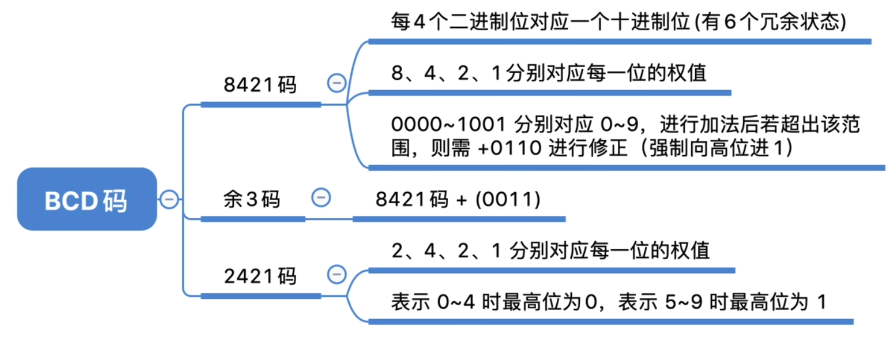 每4个二进制位对应一个十进制位(有6个冗余状态)
8421码
8、4、2、1分别对应每一位的权值
0000~1001 分别对应 0~9，进行加法后若超出该范
围，则需 +0110 进行修正（强制向高位进1）
BCD码
余3码
8421码 + (0011)
2421码
2、4、2、1 分别对应每一位的权值
表示 0~4 时最高位为0，表示 5~9 时最高位为 1